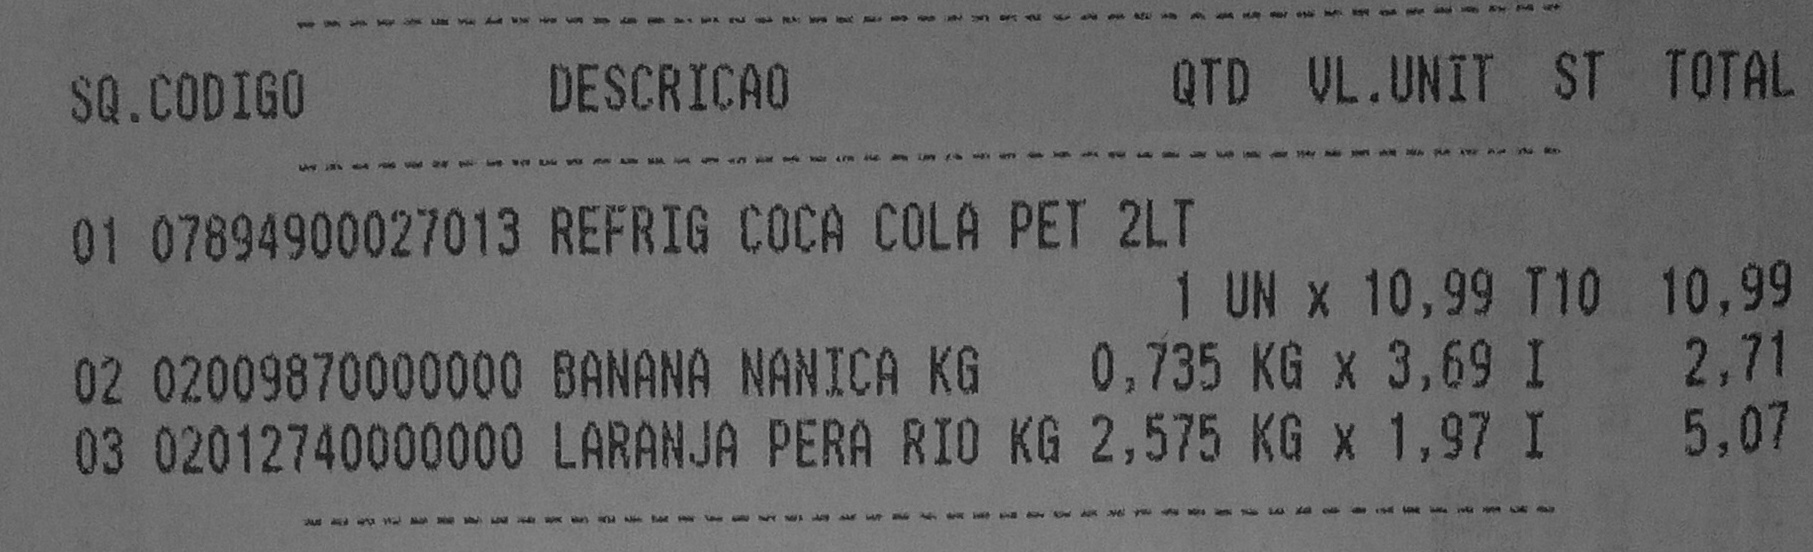 SQ.CODIGO DESCRICAO QTD VL.UNIT ST TOTAL
01 07894900027013 REFRIG COCA COLA PET 2LT
1 UN x 10,99 T10 10,99
02 02009870000000 BANANA NANICA KG 0,735 KG x 3,69 I 2,71
03 02012740000000 LARANJA PERA RIO KG 2,575 KG x 1,97 I 5,07